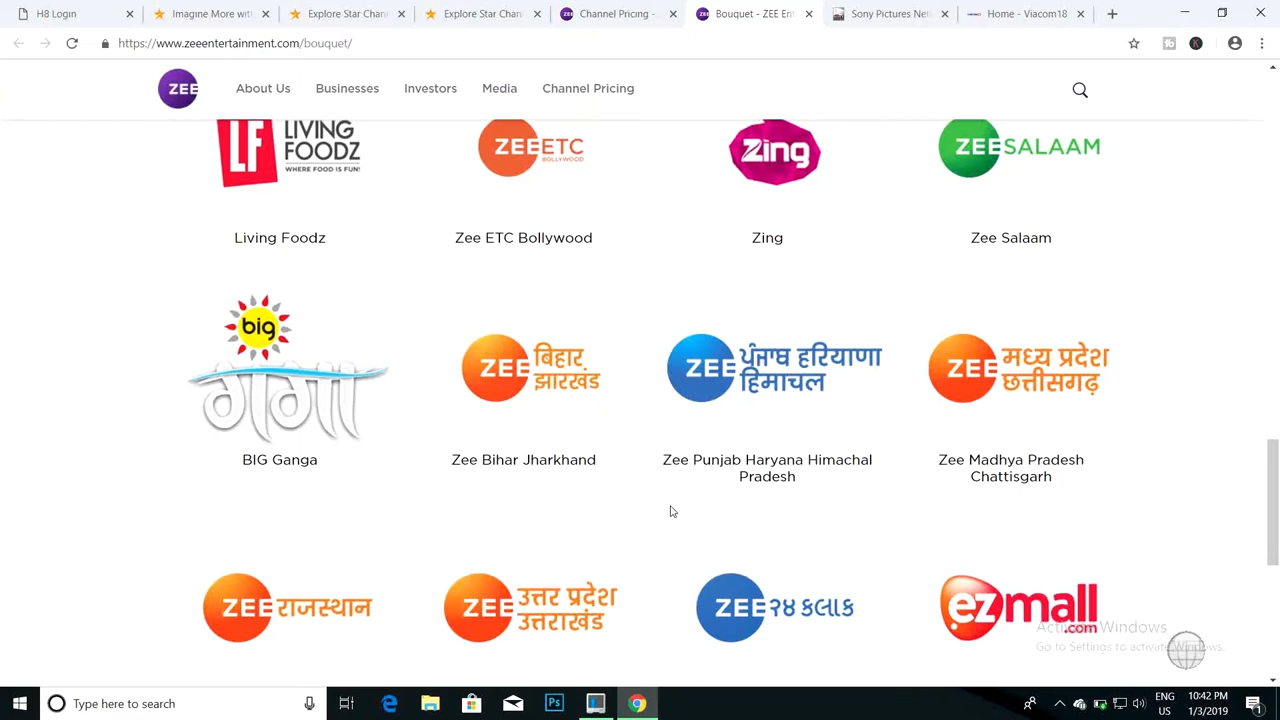 H8 Login
Imagine More wit
Explore Star Chan
Explore Star Chan
Channel Pricing -
Bouquet - ZEE Ent
Sony Pictures Net
Home - Viacom18
https://www.zeeentertainment.com/bouquet/
ZEE
About Us
Businesses
Investors
Media
Channel Pricing
LF LIVING FOODZ
WHERE FOOD IS FUN!
ZEE ETC
BOLLYWOOD
Zing
ZEE SALAAM
Living Foodz
Zee ETC Bollywood
Zing
Zee Salaam
big
गंगा
ZEE बिहार
झारखंड
ZEE ਪੰਜਾਬ हरियाणा
हिमाचल
ZEE मध्य प्रदेश
छत्तीसगढ़
BIG Ganga
Zee Bihar Jharkhand
Zee Punjab Haryana Himachal
Pradesh
Zee Madhya Pradesh
Chattisgarh
ZEE राजस्थान
ZEE उत्तर प्रदेश
उत्तराखंड
ZEE ૨૪ કલાક
ezmall
.com
Activate Windows
Go to Settings to activate Windows.
Type here to search
Ps
ENG
US
10:42 PM
1/3/2019